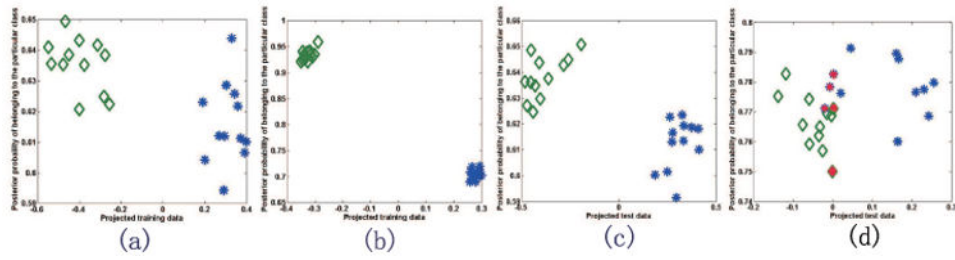 Posterior probability of belonging to the particular class
0.65
0.64
0.63
0.62
0.61
0.6
0.59
-0.6 -0.4 -0.2 0 0.2 0.4
Projected training data
(a)
Posterior probability of belonging to the particular class
1
0.95
0.9
0.85
0.8
0.75
0.7
0.65
-0.4 -0.3 -0.2 -0.1 0 0.1 0.2 0.3
Projected training data
(b)
Posterior probability of belonging to the particular class
0.66
0.65
0.64
0.63
0.62
0.61
0.6
0.59
-0.5 0 0.5
Projected test data
(c)
Posterior probability of belonging to the particular class
0.8
0.79
0.78
0.77
0.76
0.75
0.74
-0.2 -0.1 0 0.1 0.2 0.3
Projected test data
(d)